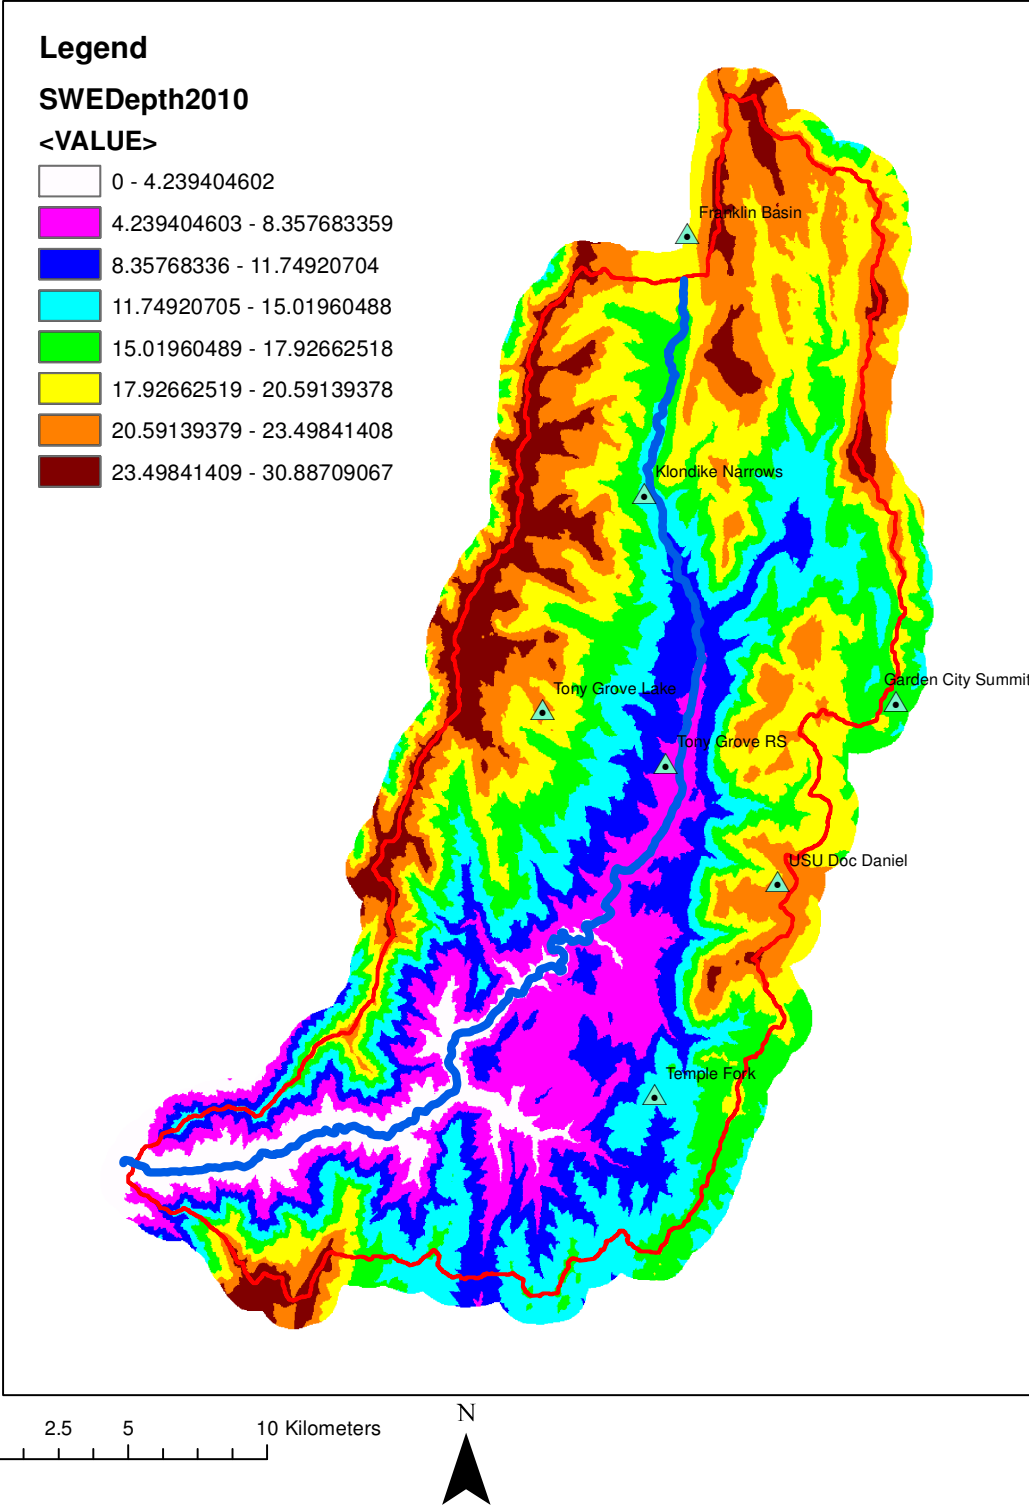 Legend
SWEDepth2010
<VALUE>
0 - 4.239404602
4.239404603 - 8.357683359
8.35768336 - 11.74920704
11.74920705 - 15.01960488
15.01960489 - 17.92662518
17.92662519 - 20.59139378
20.59139379 - 23.49841408
23.49841409 - 30.88709067
Franklin Basin
Klondike Narrows
Garden City Summit
Tony Grove Lake
Tony Grove RS
USU Doc Daniel
Temple Fork
2.5 5 10 Kilometers
N